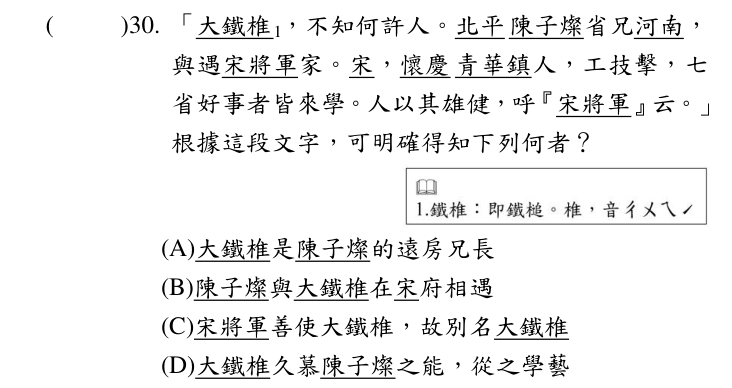 (　　)30. 「大鐵椎1，不知何許人。北平陳子燦省兄河南，
與遇宋將軍家。宋，懷慶青華鎮人，工技擊，七
省好事者皆來學。人以其雄健，呼『宋將軍』云。」
根據這段文字，可明確得知下列何者？
1.鐵椎：即鐵槌。椎，音ㄔㄨㄟˊ
(A)大鐵椎是陳子燦的遠房兄長
(B)陳子燦與大鐵椎在宋府相遇
(C)宋將軍善使大鐵椎，故別名大鐵椎
(D)大鐵椎久慕陳子燦之能，從之學藝